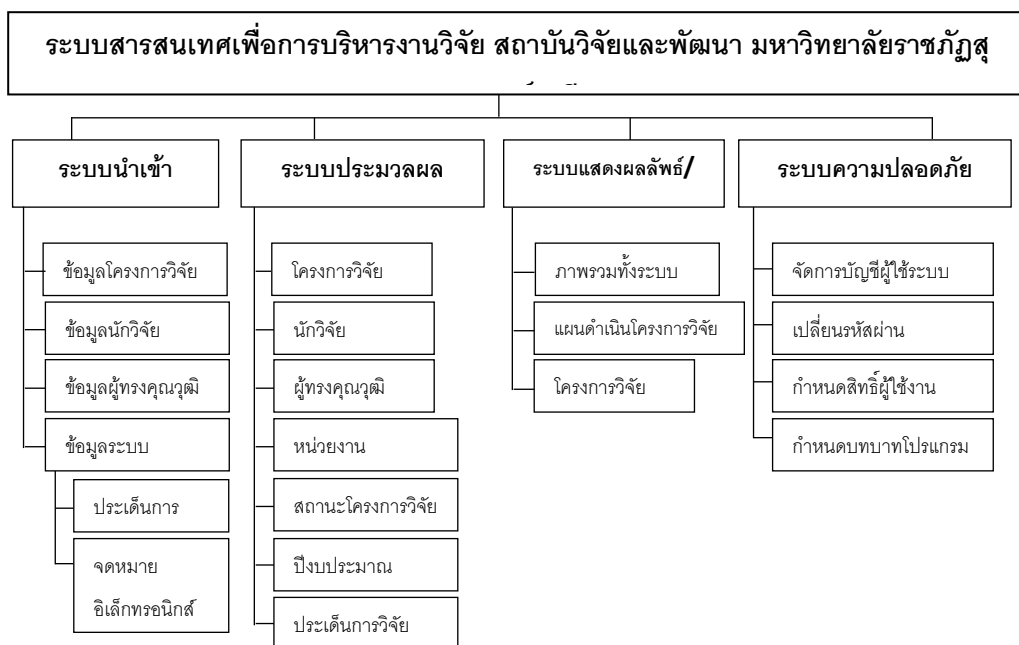 ระบบสารสนเทศเพื่อการบริหารงานวิจัย สถาบันวิจัยและพัฒนา มหาวิทยาลัยราชภัฏสุ
ระบบนำเข้า
ข้อมูลโครงการวิจัย
ข้อมูลนักวิจัย
ข้อมูลผู้ทรงคุณวุฒิ
ข้อมูลระบบ
ประเด็นการ
จดหมาย
อิเล็กทรอนิกส์
ระบบประมวลผล
โครงการวิจัย
นักวิจัย
ผู้ทรงคุณวุฒิ
หน่วยงาน
สถานะโครงการวิจัย
ปีงบประมาณ
ประเด็นการวิจัย
ระบบแสดงผลลัพธ์/
ภาพรวมทั้งระบบ
แผนดำเนินโครงการวิจัย
โครงการวิจัย
ระบบความปลอดภัย
จัดการบัญชีผู้ใช้ระบบ
เปลี่ยนรหัสผ่าน
กำหนดสิทธิ์ผู้ใช้งาน
กำหนดบทบาทโปรแกรม